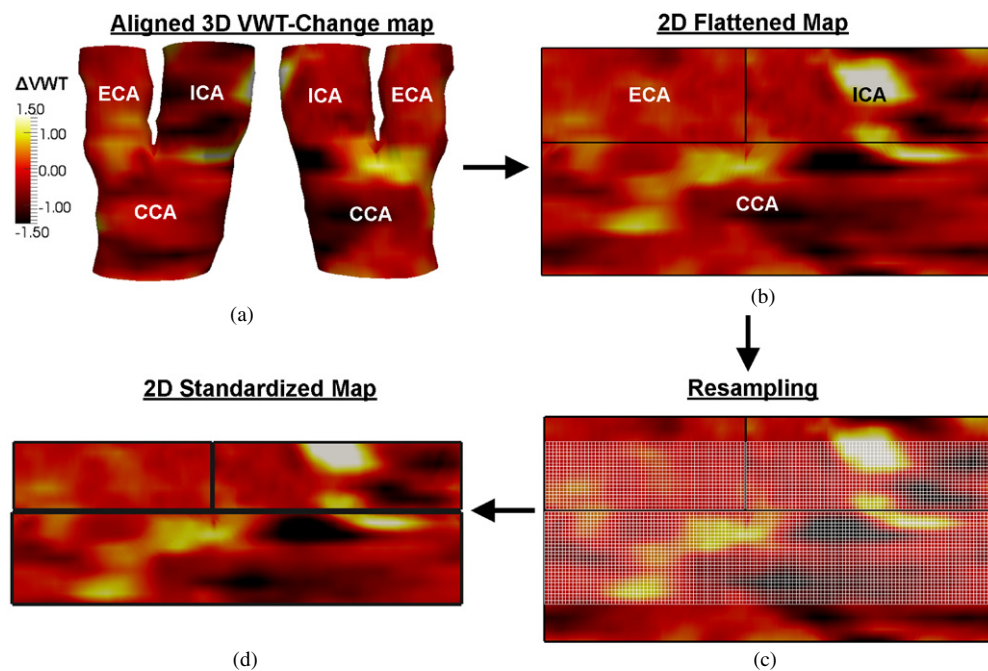 Aligned 3D VWT-Change map
ΔVWT
1.50
1.00
0.00
-1.00
-1.50
ECA
ICA
CCA
ICA
ECA
CCA
(a)
2D Flattened Map
ECA
ICA
CCA
(b)
2D Standardized Map
(d)
Resampling
(c)